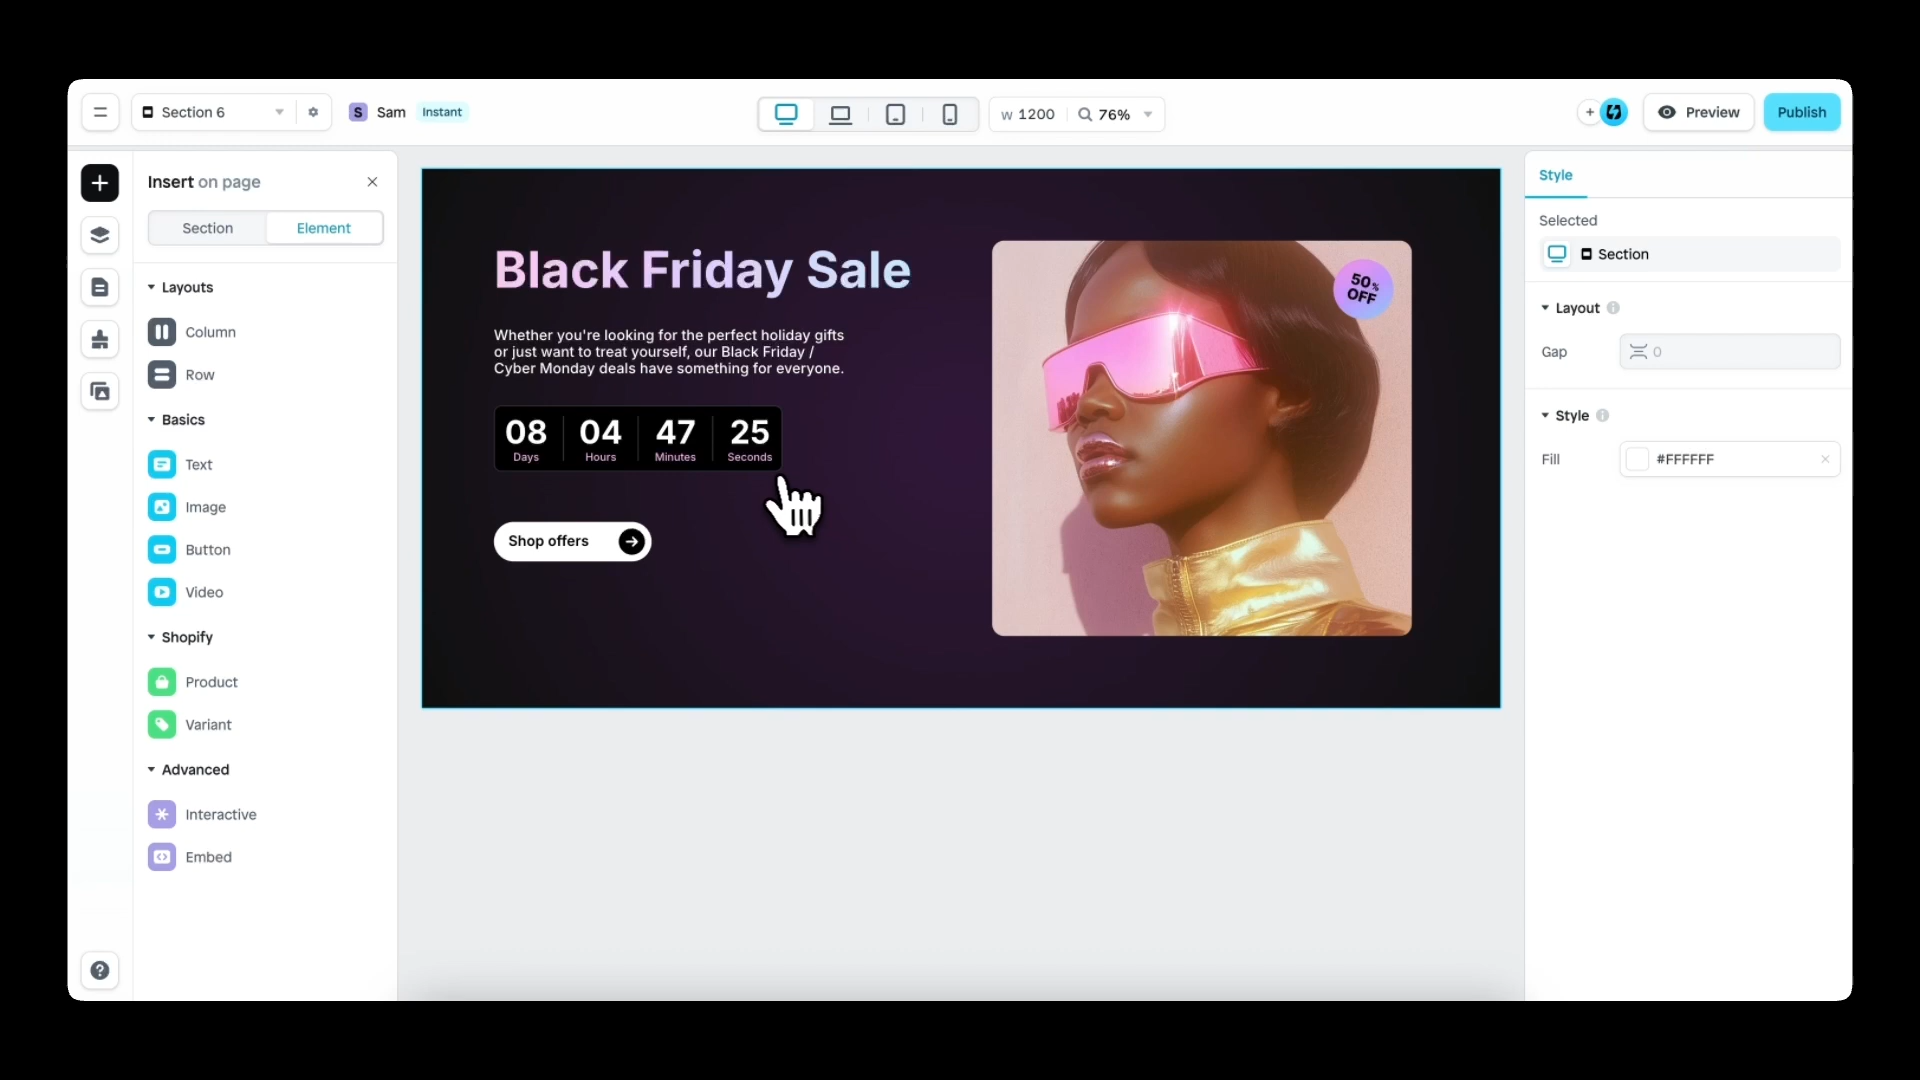 Section 6
S
Sam
Instant
W 1200
76%
Preview
Publish
Insert on page
Section
Element
Layouts
Column
Row
Basics
Text
Image
Button
Video
Shopify
Product
Variant
Advanced
Interactive
Embed
Black Friday Sale
Whether you're looking for the perfect holiday gifts
or just want to treat yourself, our Black Friday /
Cyber Monday deals have something for everyone.
08 04 47 25
Days Hours Minutes Seconds
Shop offers
50%
OFF
Style
Selected
Section
Layout
Gap
0
Style
Fill
#FFFFFF